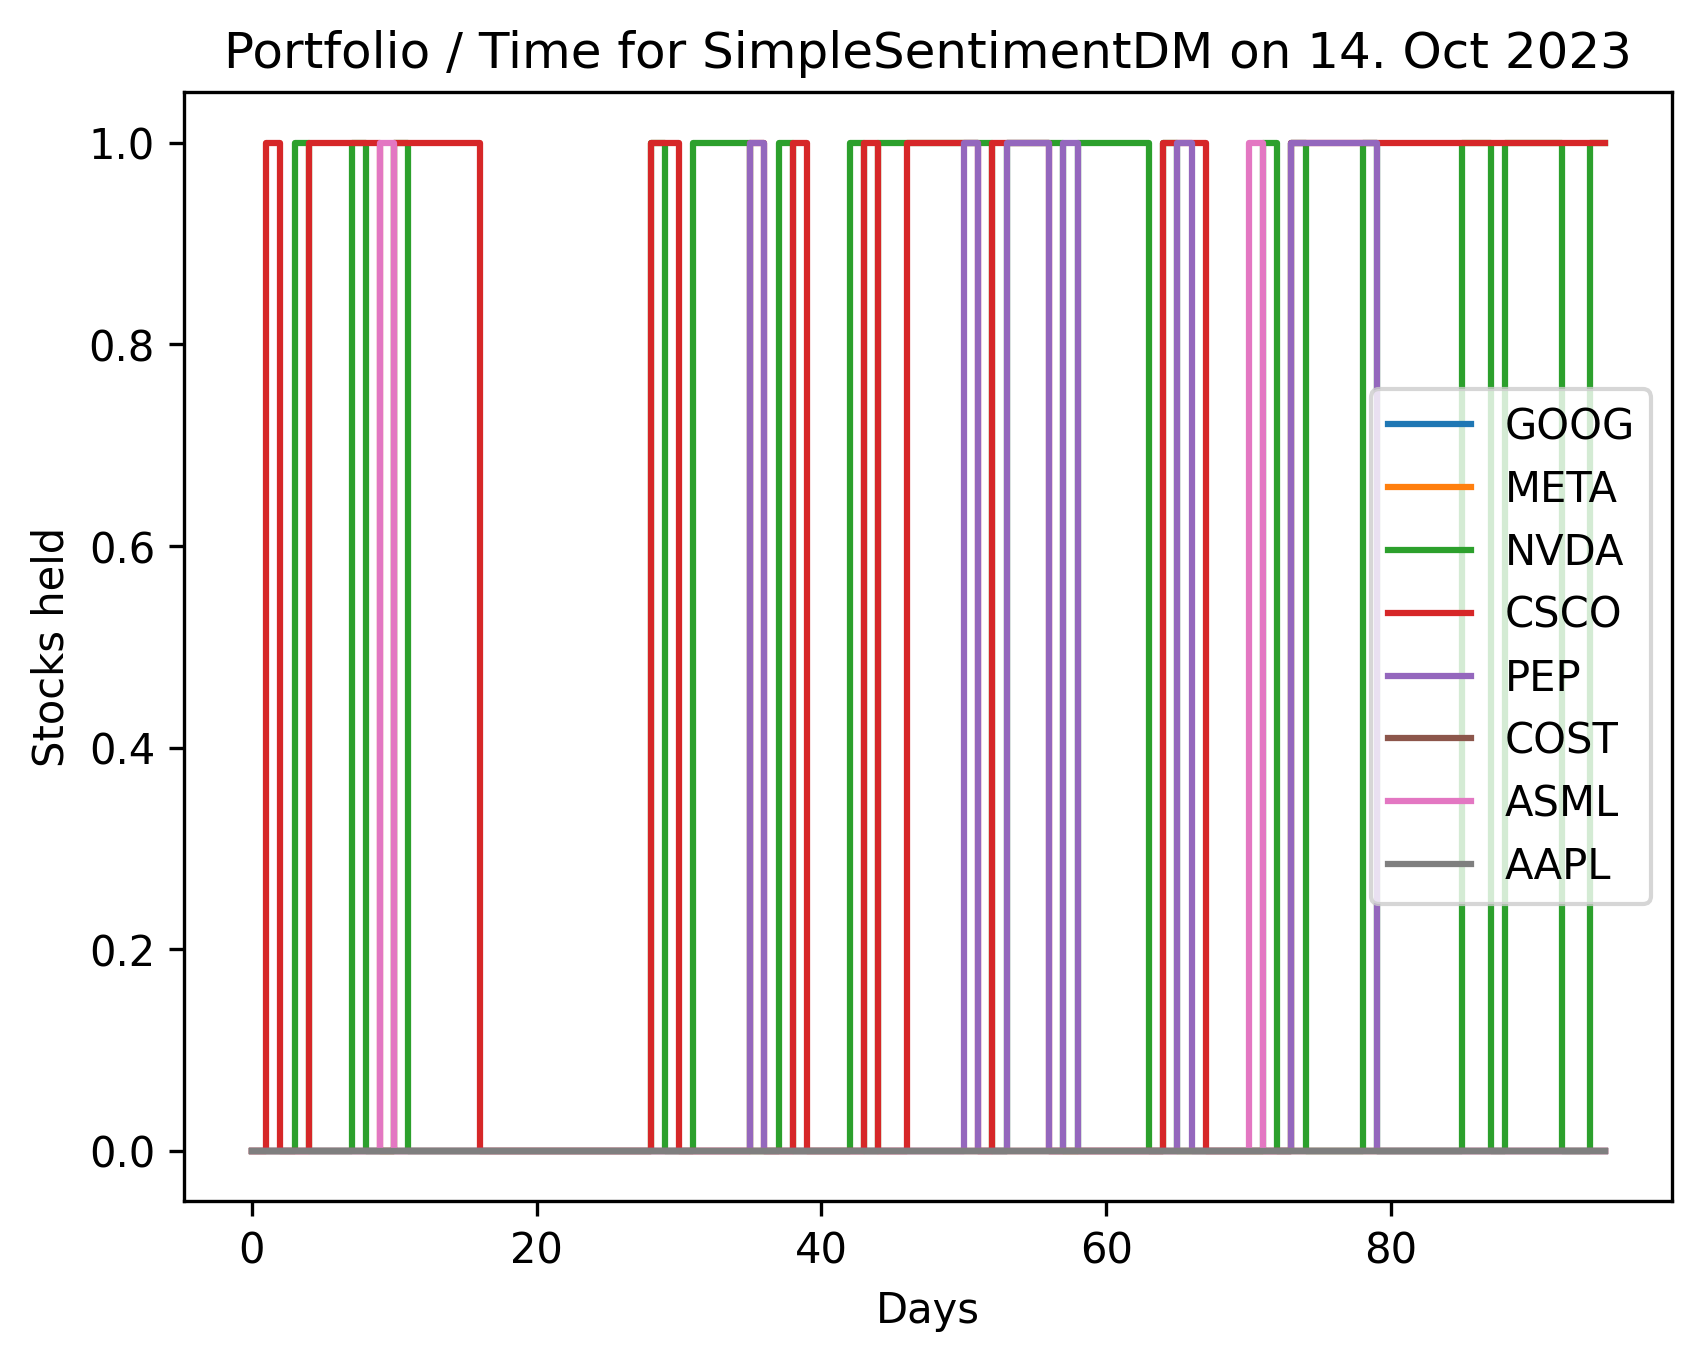 Portfolio / Time for SimpleSentimentDM on 14. Oct 2023
1.0
0.8
0.6
0.4
0.2
0.0
Stocks held
GOOG
META
NVDA
CSCO
PEP
COST
ASML
AAPL
0 20 40 60 80
Days